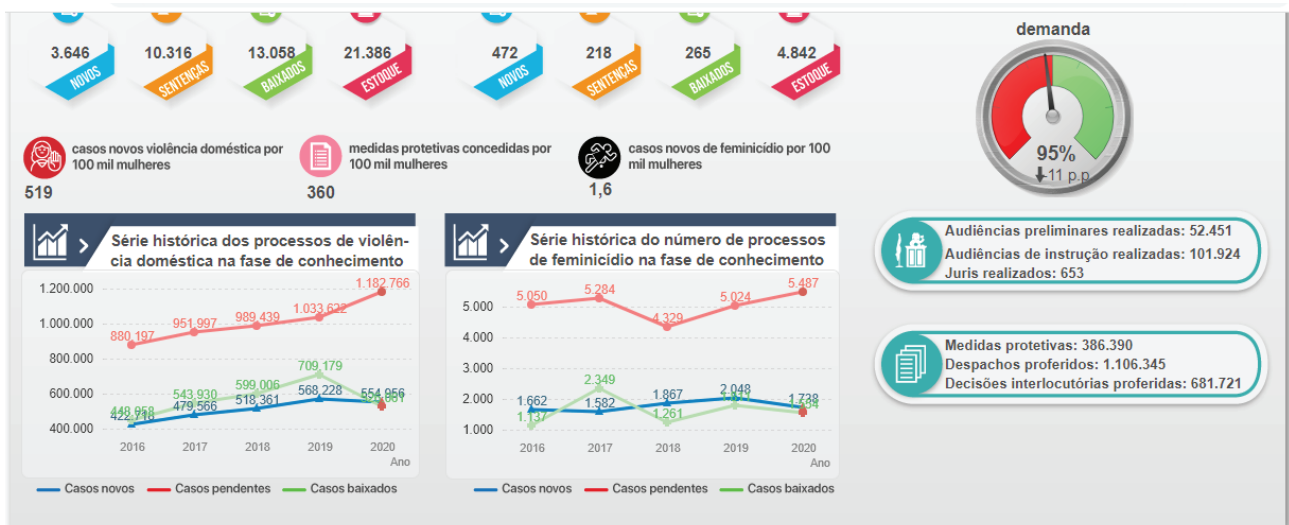 3.646 10.316 13.058 21.386
NOVOS SENTENÇAS BAIXADOS ESTOQUE
472 218 265 4.842
NOVOS SENTENÇAS BAIXADOS ESTOQUE
demanda
95%
-11 p.p
casos novos violência doméstica por
100 mil mulheres
519
medidas protetivas concedidas por
100 mil mulheres
360
casos novos de feminicídio por 100
mil mulheres
1,6
Série histórica dos processos de violên-
cia doméstica na fase de conhecimento
1.200.000
1.000.000
800.000
600.000
400.000
880.197 951.997 989.439 1.033.622 1.182.766
543.930 599.006 709.179
422.718 479.566 518.361 568.228 554.056
2016 2017 2018 2019 2020
Ano
Casos novos Casos pendentes Casos baixados
Série histórica do número de processos
de feminicídio na fase de conhecimento
5.000
4.000
3.000
2.000
1.000
5.050 5.284 4.329 5.024 5.487
1.662 1.582 1.867 2.048 1.738
1.137 2.349 1.261
2016 2017 2018 2019 2020
Ano
Casos novos Casos pendentes Casos baixados
Audiências preliminares realizadas: 52.451
Audiências de instrução realizadas: 101.924
Juris realizados: 653
Medidas protetivas: 386.390
Despachos proferidos: 1.106.345
Decisões interlocutórias proferidas: 681.721